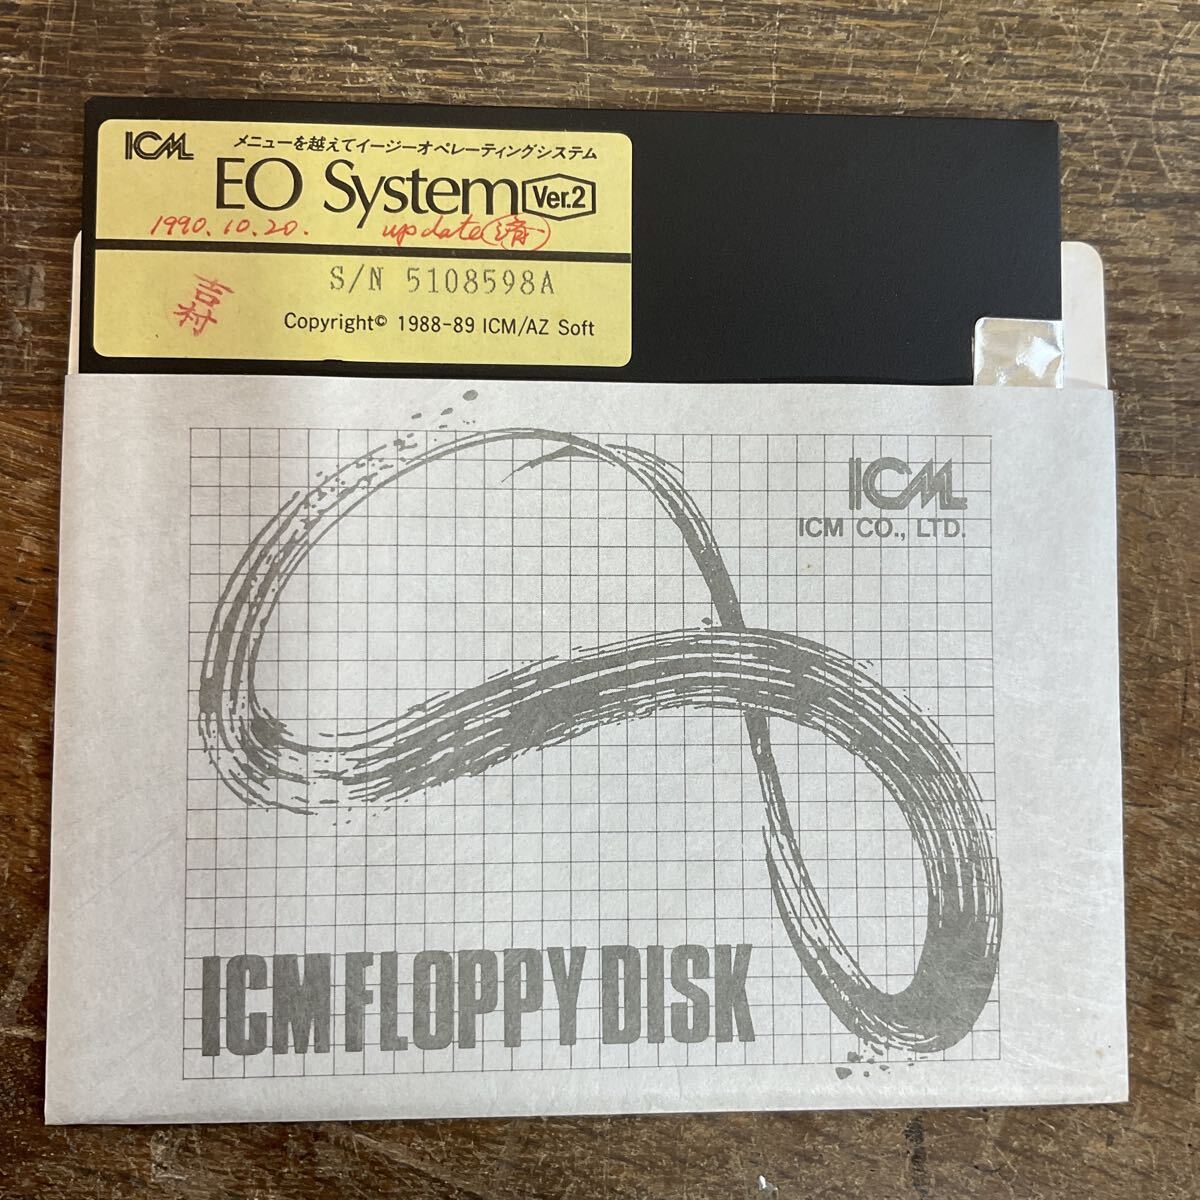 ICM
メニューを越えてイージーオペレーティングシステム
EO System Ver.2
1990.10.20. update 済
S/N 5108598A
吉村
Copyright© 1988-89 ICM/AZ Soft
ICM
ICM CO., LTD.
ICM FLOPPY DISK